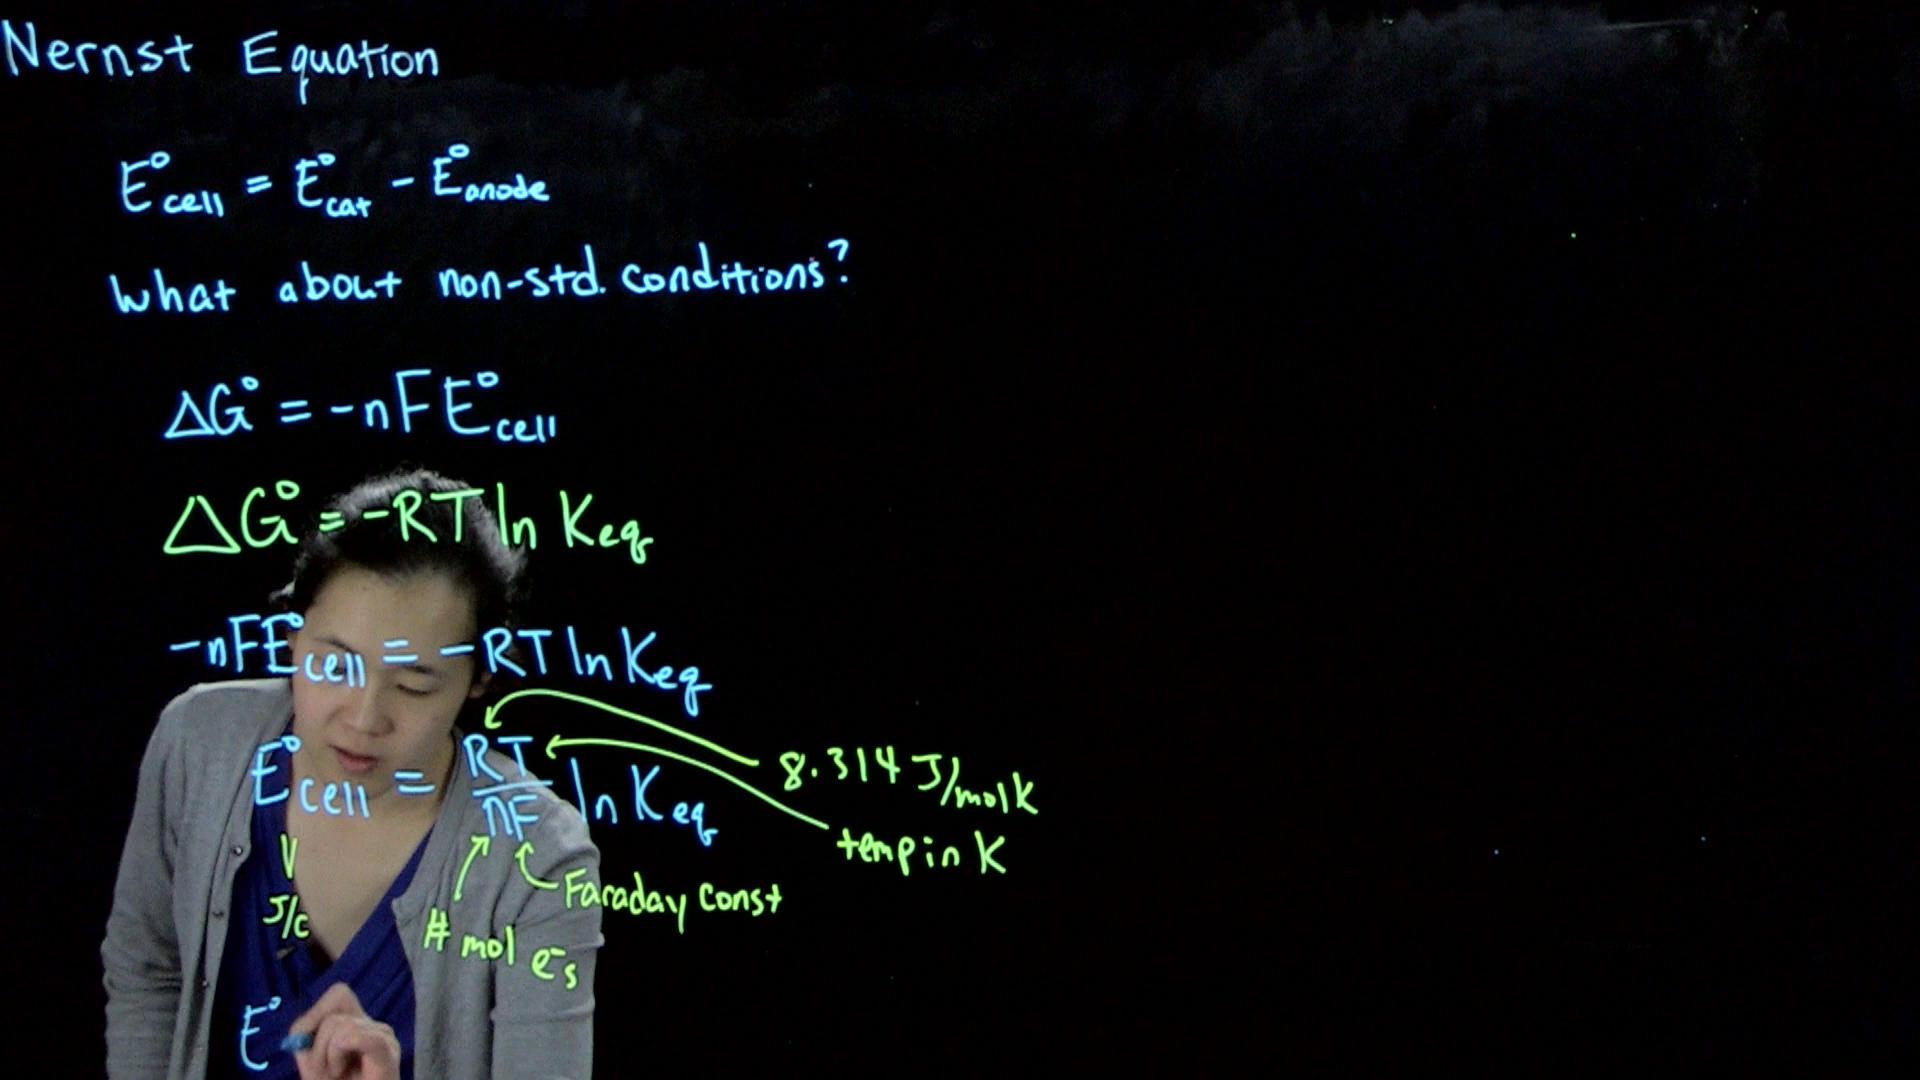 Nernst Equation
E°cell = E°cat - E°anode
What about non-std. conditions?
ΔG° = -nFE°cell
ΔG° = -RT ln Keq
-nFE°cell = -RT ln Keq
E°cell = RT/nF ln Keq
8.314 J/mol K
temp in K
V
J/C
Faraday const
# mol e-s
E°